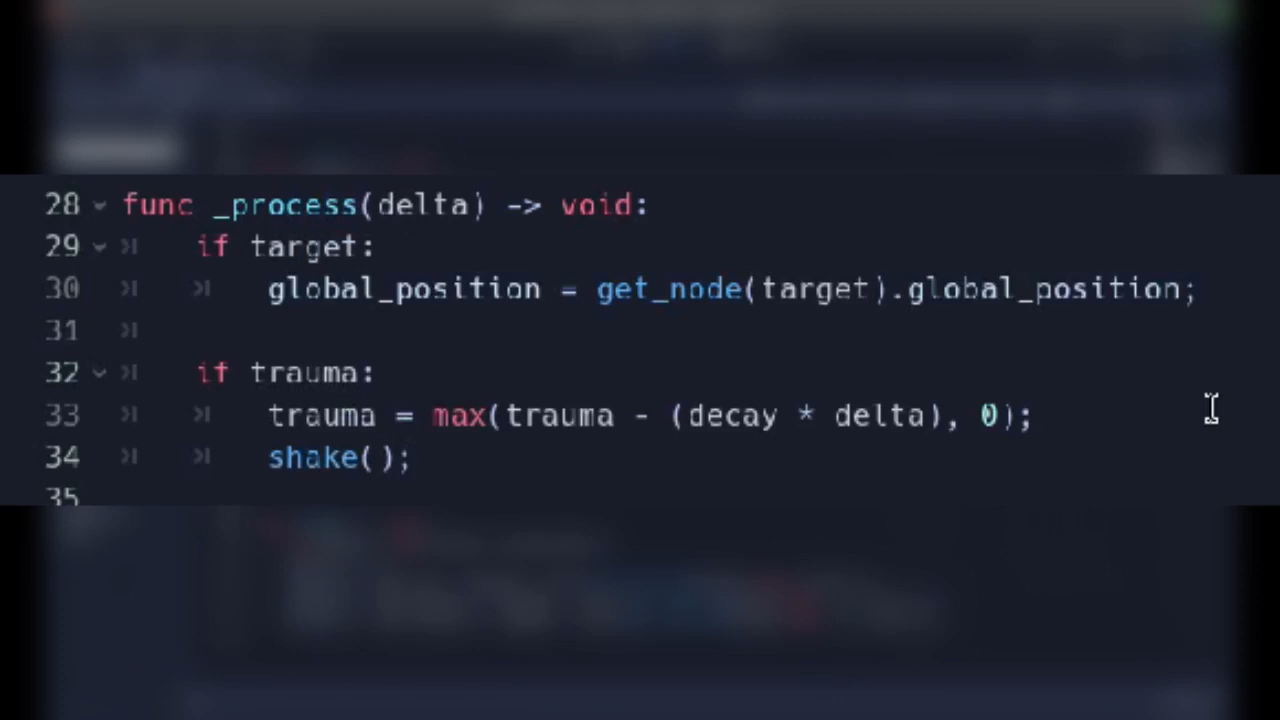 28 func _process(delta) -> void:
29 if target:
30 global_position = get_node(target).global_position;
31
32 if trauma:
33 trauma = max(trauma - (decay * delta), 0);
34 shake();
35